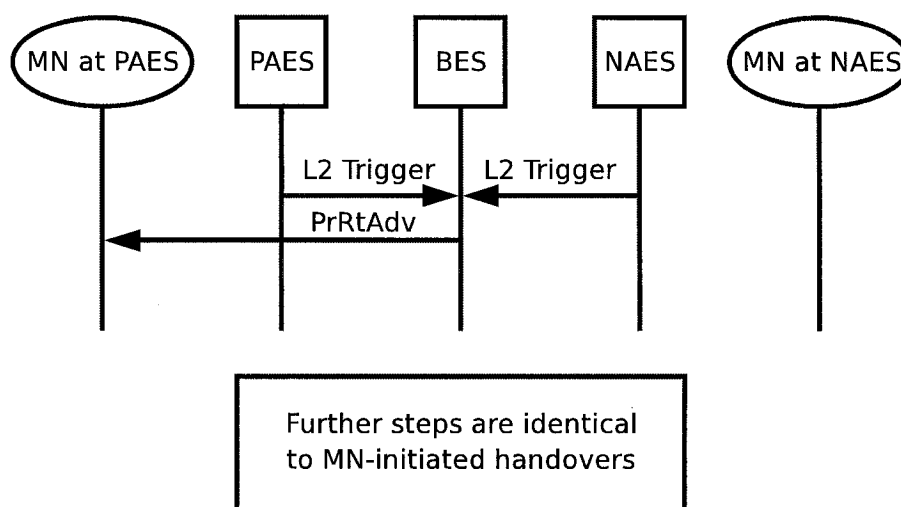 MN at PAES
PAES
BES
NAES
MN at NAES
L2 Trigger
L2 Trigger
PrRtAdv
Further steps are identical
to MN-initiated handovers